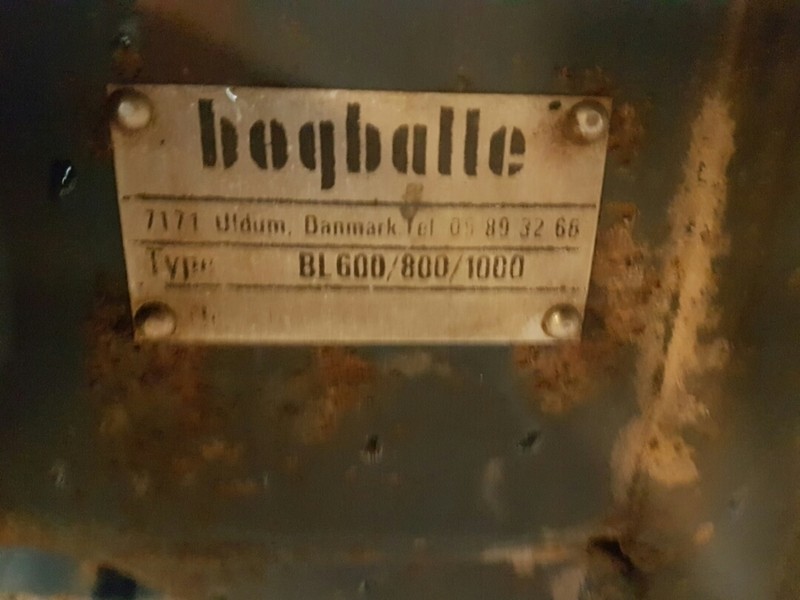 bogballe
7171 Uldum, Danmark Tel 05 89 32 66
Type BL600/800/1000